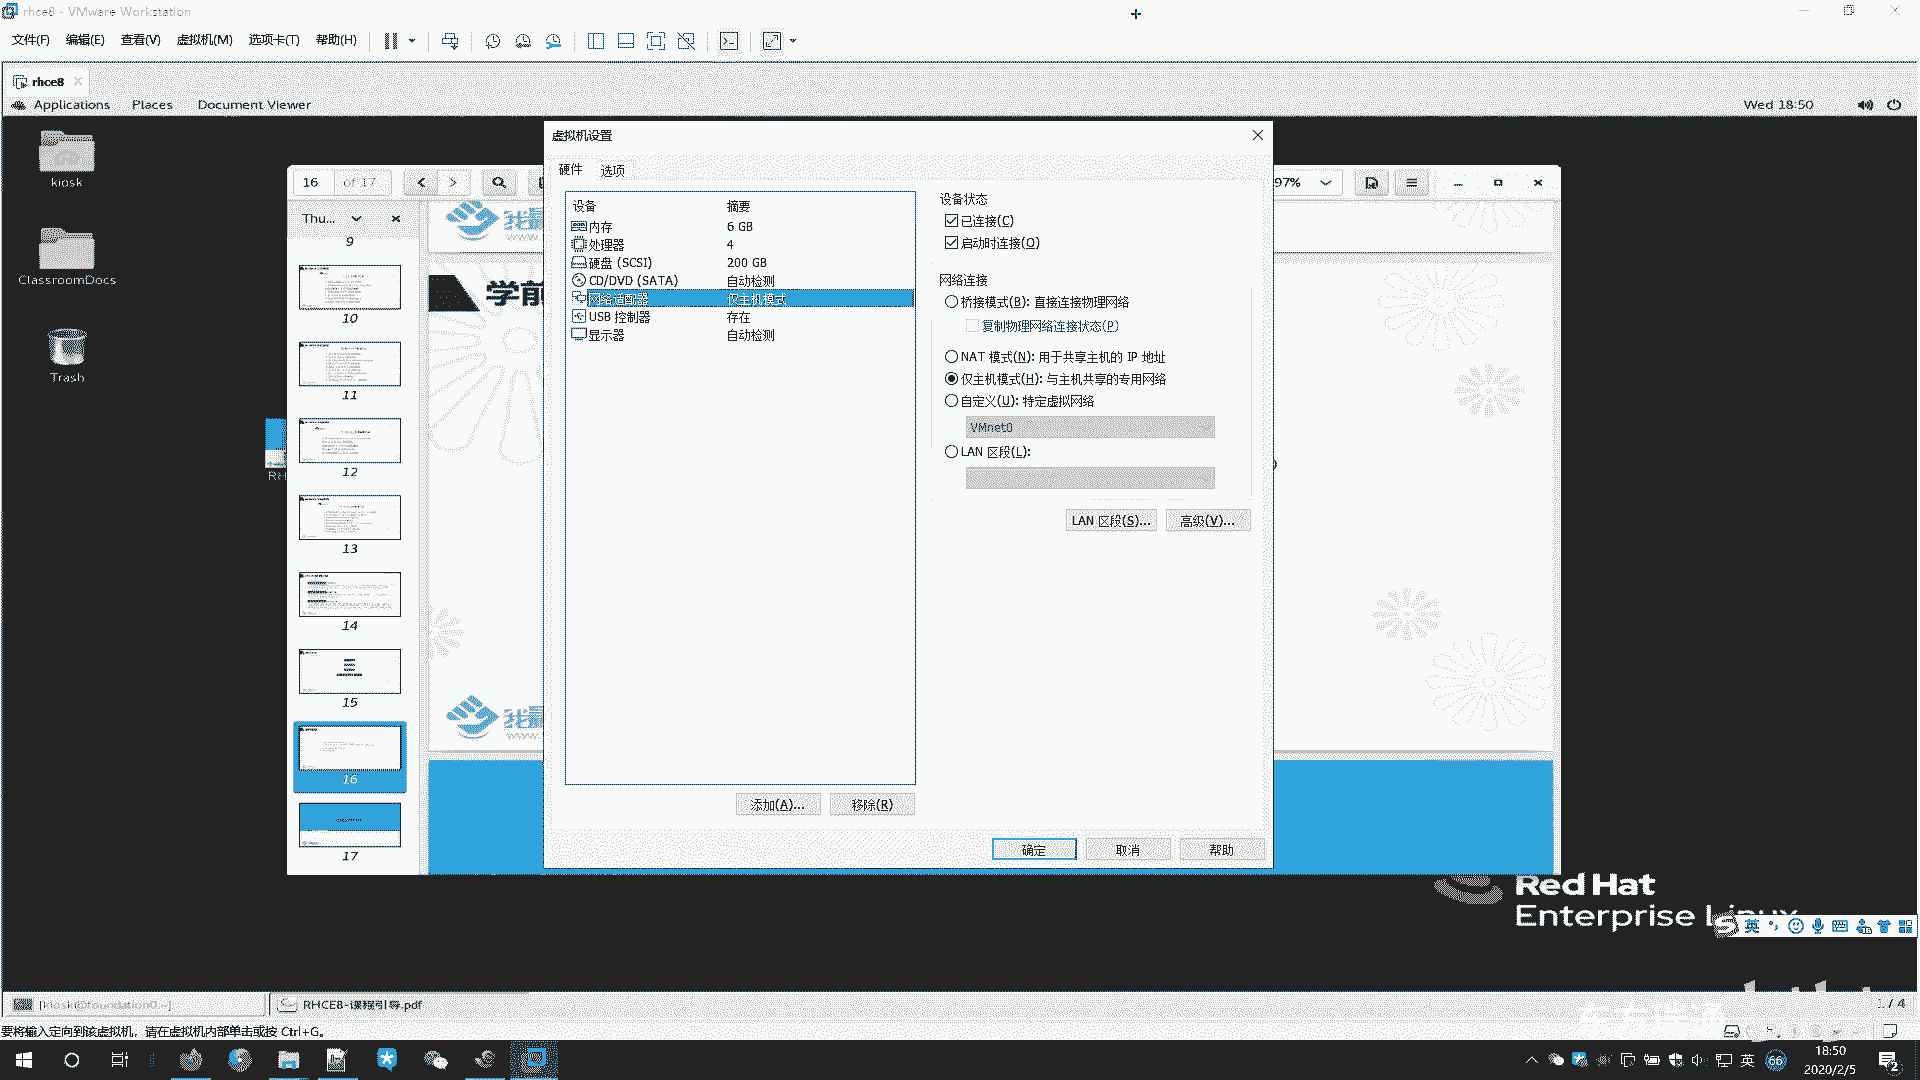 rhce8 - VMware Workstation
文件(F) 编辑(E) 查看(V) 虚拟机(M) 选项卡(T) 帮助(H)
rhce8
Applications Places Document Viewer Wed 18:50
kiosk
ClassroomDocs
Trash
RH
16 of 17
97%
Thu...
9
10
11
12
13
14
15
16
17
学前
虚拟机设置
硬件 选项
设备 摘要
内存 6 GB
处理器 4
硬盘 (SCSI) 200 GB
CD/DVD (SATA) 自动检测
网络适配器 仅主机模式
USB 控制器 存在
显示器 自动检测
添加(A)... 移除(R)
设备状态
已连接(C)
启动时连接(O)
网络连接
桥接模式(B): 直接连接物理网络
复制物理网络连接状态(P)
NAT 模式(N): 用于共享主机的 IP 地址
仅主机模式(H): 与主机共享的专用网络
自定义(U): 特定虚拟网络
VMnet0
LAN 区段(L):
LAN 区段(S)... 高级(V)...
确定 取消 帮助
Red Hat
Enterprise Linux
英
[kiosk@foundation0:~] RHCE8-课程引导.pdf 1 / 4
要将输入定向到该虚拟机，请在虚拟机内部单击或按 Ctrl+G。
英 66 18:50
2020/2/5
2